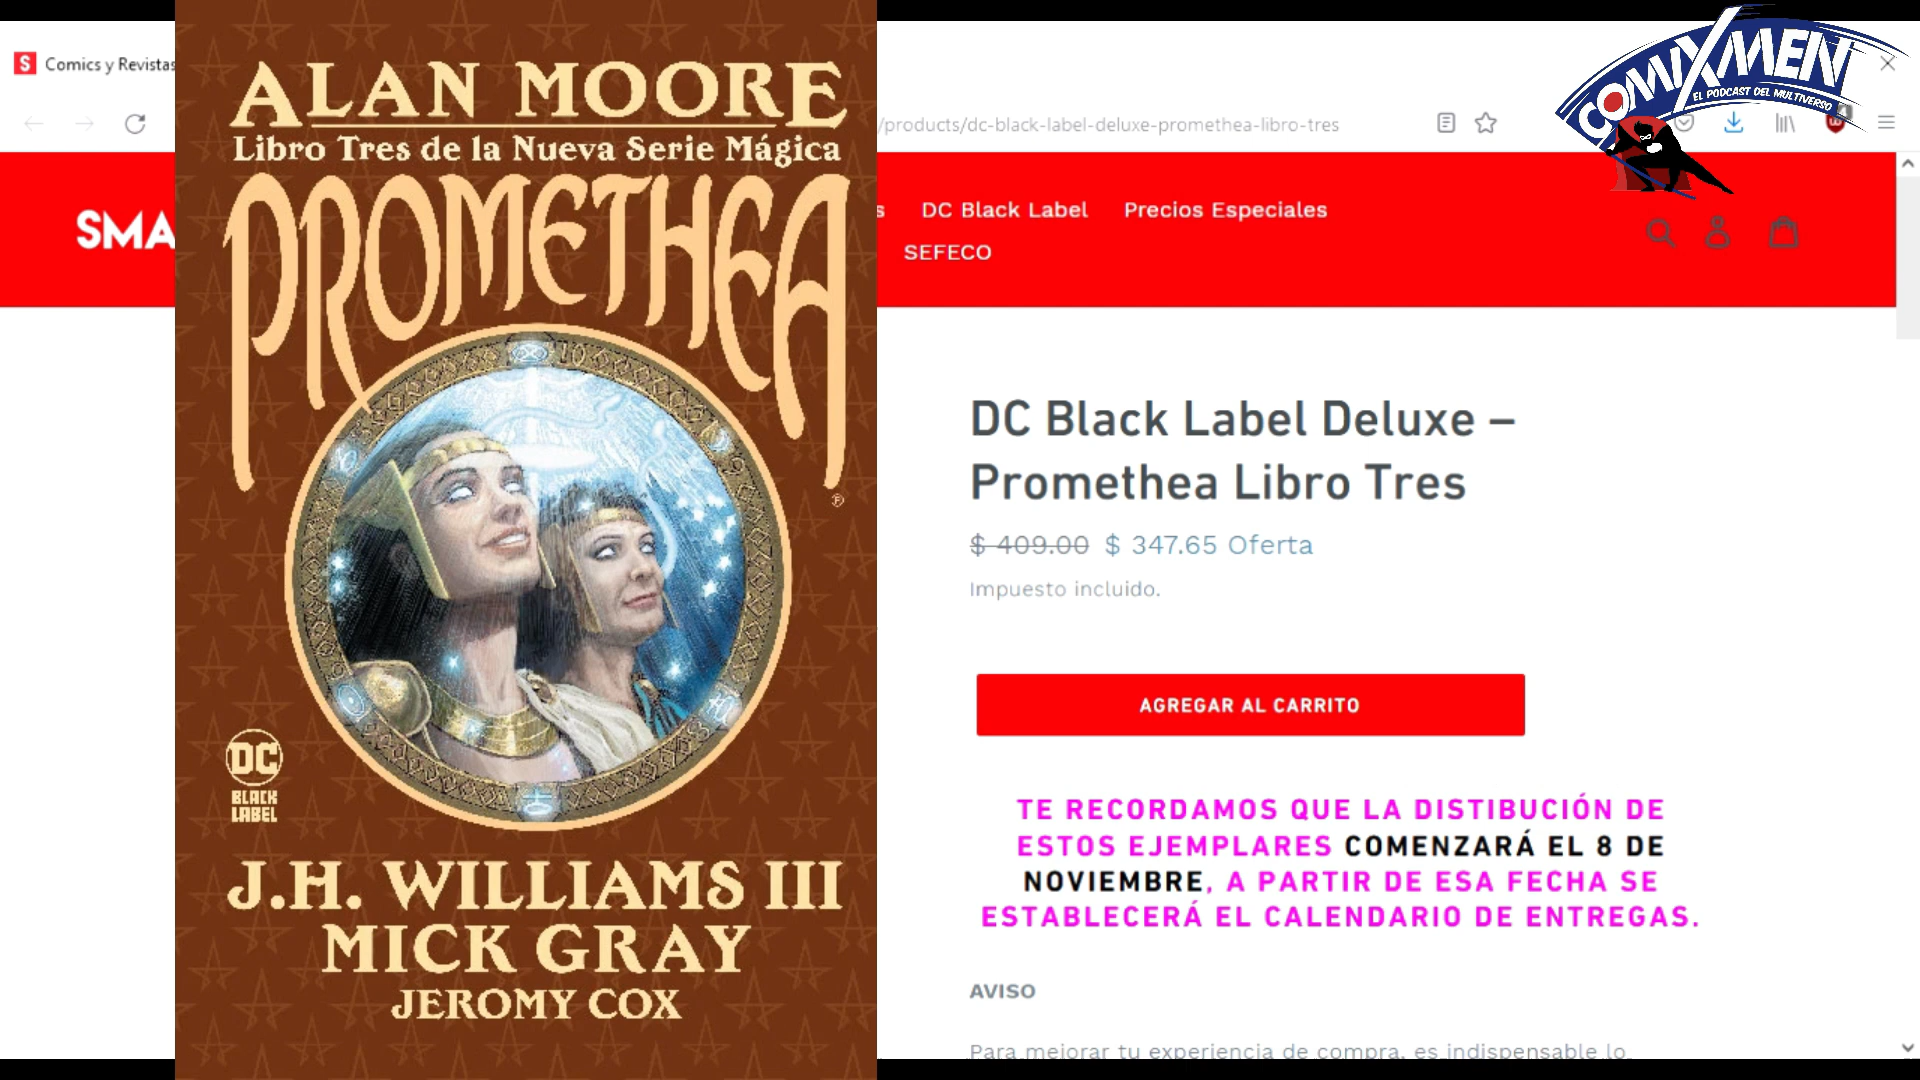 S Comics y Revistas
/products/dc-black-label-deluxe-promethea-libro-tres
COMIXMEN
EL PODCAST DEL MULTIVERSO
SMA
s DC Black Label Precios Especiales
SEFECO
ALAN MOORE
Libro Tres de la Nueva Serie Mágica
PROMETHEA
®
DC
BLACK
LABEL
J.H. WILLIAMS III
MICK GRAY
JEROMY COX
DC Black Label Deluxe –
Promethea Libro Tres
$ 409.00 $ 347.65 Oferta
Impuesto incluido.
AGREGAR AL CARRITO
TE RECORDAMOS QUE LA DISTIBUCIÓN DE
ESTOS EJEMPLARES COMENZARÁ EL 8 DE
NOVIEMBRE, A PARTIR DE ESA FECHA SE
ESTABLECERÁ EL CALENDARIO DE ENTREGAS.
AVISO
Para mejorar tu experiencia de compra, es indispensable lo